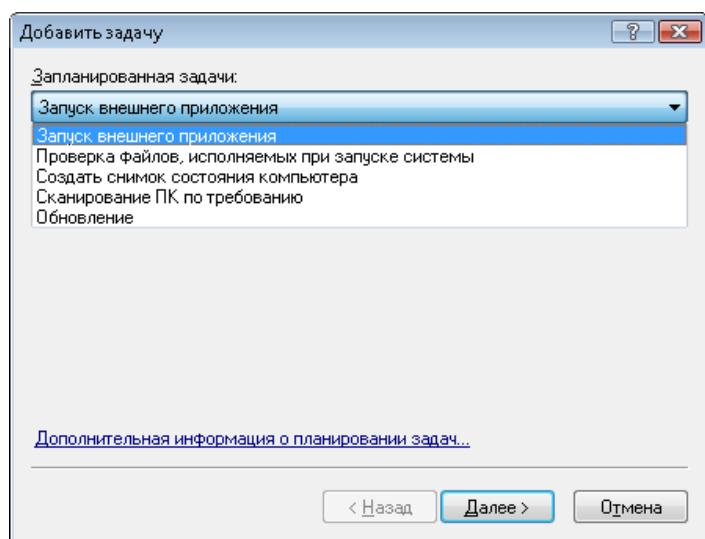 Добавить задачу
Запланированная задачи:
Запуск внешнего приложения
Запуск внешнего приложения
Проверка файлов, исполняемых при запуске системы
Создать снимок состояния компьютера
Сканирование ПК по требованию
Обновление
Дополнительная информация о планировании задач...
< Назад Далее > Отмена